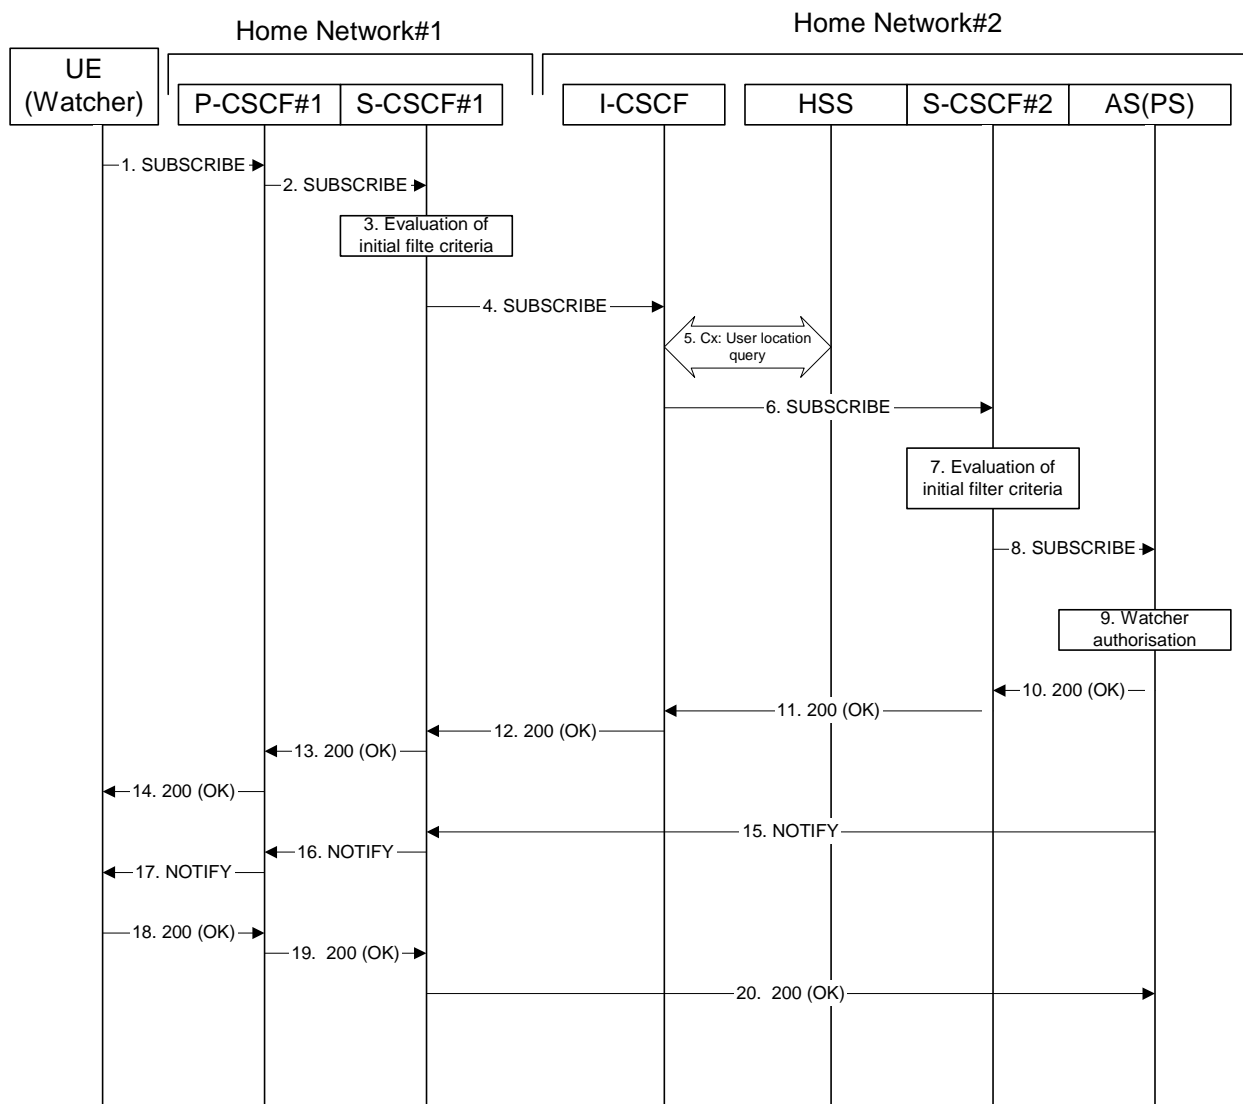 Home Network#1
Home Network#2
UE
(Watcher)
P-CSCF#1
S-CSCF#1
I-CSCF
HSS
S-CSCF#2
AS(PS)
1. SUBSCRIBE
2. SUBSCRIBE
3. Evaluation of
initial filte criteria
4. SUBSCRIBE
5. Cx: User location
query
6. SUBSCRIBE
7. Evaluation of
initial filter criteria
8. SUBSCRIBE
9. Watcher
authorisation
10. 200 (OK)
11. 200 (OK)
12. 200 (OK)
13. 200 (OK)
14. 200 (OK)
15. NOTIFY
16. NOTIFY
17. NOTIFY
18. 200 (OK)
19.  200 (OK)
20.  200 (OK)